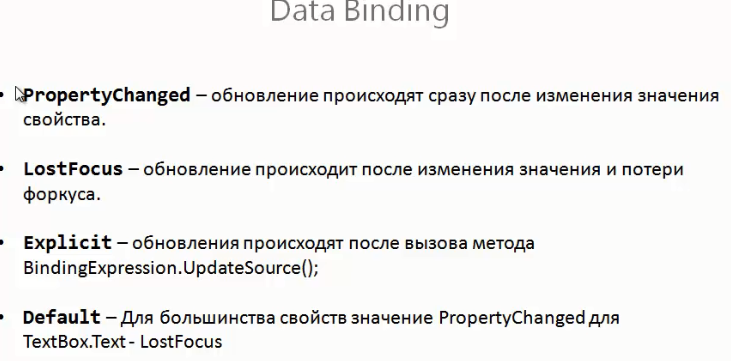 Data Binding
• PropertyChanged – обновление происходят сразу после изменения значения
свойства.
• LostFocus – обновление происходит после изменения значения и потери
форкуса.
• Explicit – обновления происходят после вызова метода
BindingExpression.UpdateSource();
• Default – Для большинства свойств значение PropertyChanged для
TextBox.Text - LostFocus